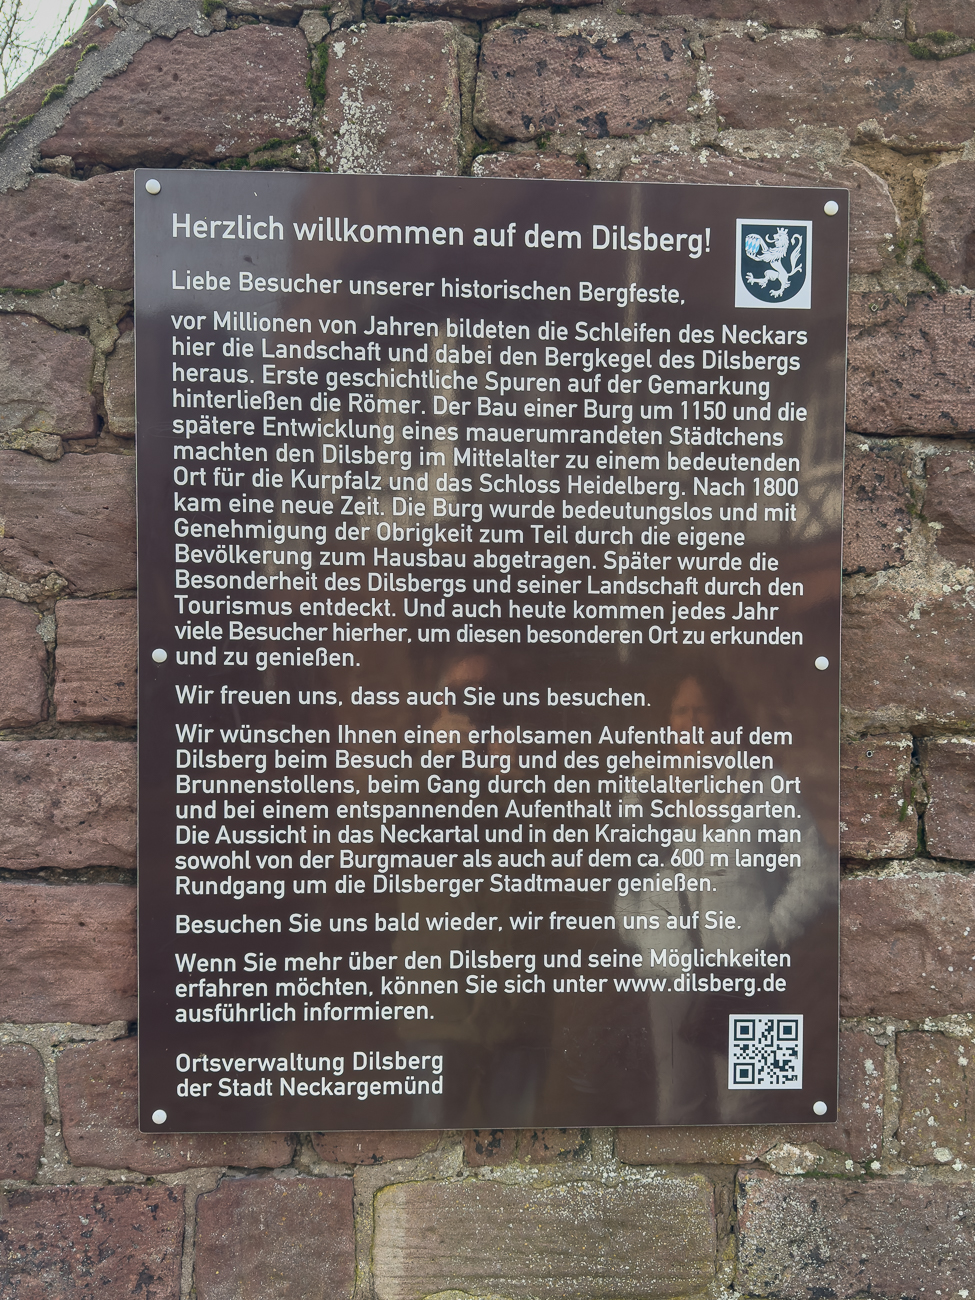 Herzlich willkommen auf dem Dilsberg!
Liebe Besucher unserer historischen Bergfeste,
vor Millionen von Jahren bildeten die Schleifen des Neckars
hier die Landschaft und dabei den Bergkegel des Dilsbergs
heraus. Erste geschichtliche Spuren auf der Gemarkung
hinterließen die Römer. Der Bau einer Burg um 1150 und die
spätere Entwicklung eines mauerumrandeten Städtchens
machten den Dilsberg im Mittelalter zu einem bedeutenden
Ort für die Kurpfalz und das Schloss Heidelberg. Nach 1800
kam eine neue Zeit. Die Burg wurde bedeutungslos und mit
Genehmigung der Obrigkeit zum Teil durch die eigene
Bevölkerung zum Hausbau abgetragen. Später wurde die
Besonderheit des Dilsbergs und seiner Landschaft durch den
Tourismus entdeckt. Und auch heute kommen jedes Jahr
viele Besucher hierher, um diesen besonderen Ort zu erkunden
und zu genießen.
Wir freuen uns, dass auch Sie uns besuchen.
Wir wünschen Ihnen einen erholsamen Aufenthalt auf dem
Dilsberg beim Besuch der Burg und des geheimnisvollen
Brunnenstollens, beim Gang durch den mittelalterlichen Ort
und bei einem entspannenden Aufenthalt im Schlossgarten.
Die Aussicht in das Neckartal und in den Kraichgau kann man
sowohl von der Burgmauer als auch auf dem ca. 600 m langen
Rundgang um die Dilsberger Stadtmauer genießen.
Besuchen Sie uns bald wieder, wir freuen uns auf Sie.
Wenn Sie mehr über den Dilsberg und seine Möglichkeiten
erfahren möchten, können Sie sich unter www.dilsberg.de
ausführlich informieren.
Ortsverwaltung Dilsberg
der Stadt Neckargemünd